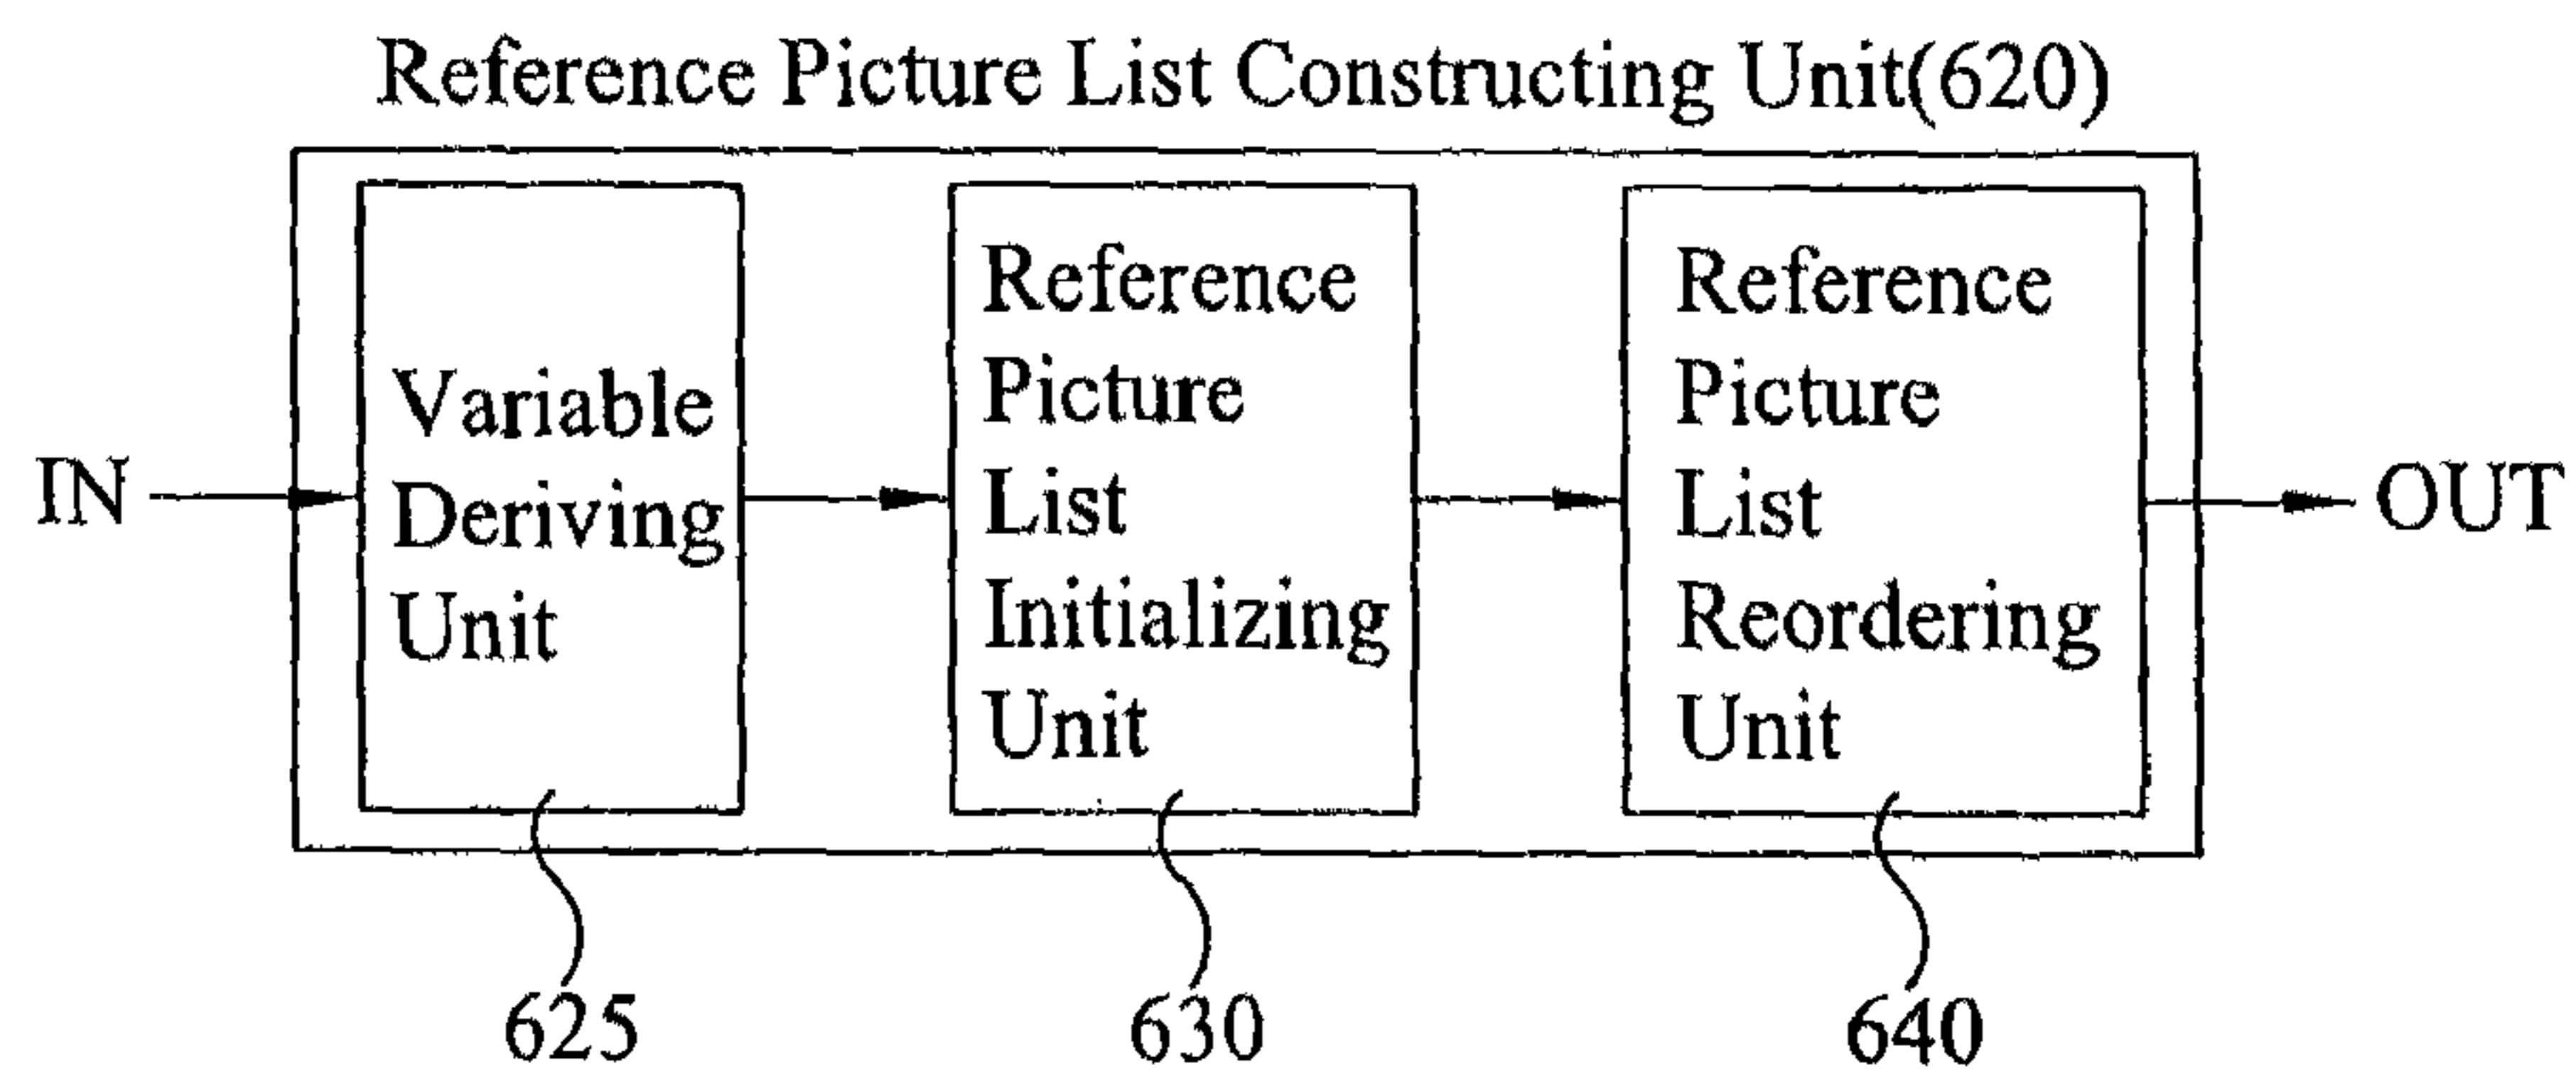 Reference Picture List Constructing Unit(620)
IN
Variable
Deriving
Unit
Reference
Picture
List
Initializing
Unit
Reference
Picture
List
Reordering
Unit
OUT
625
630
640